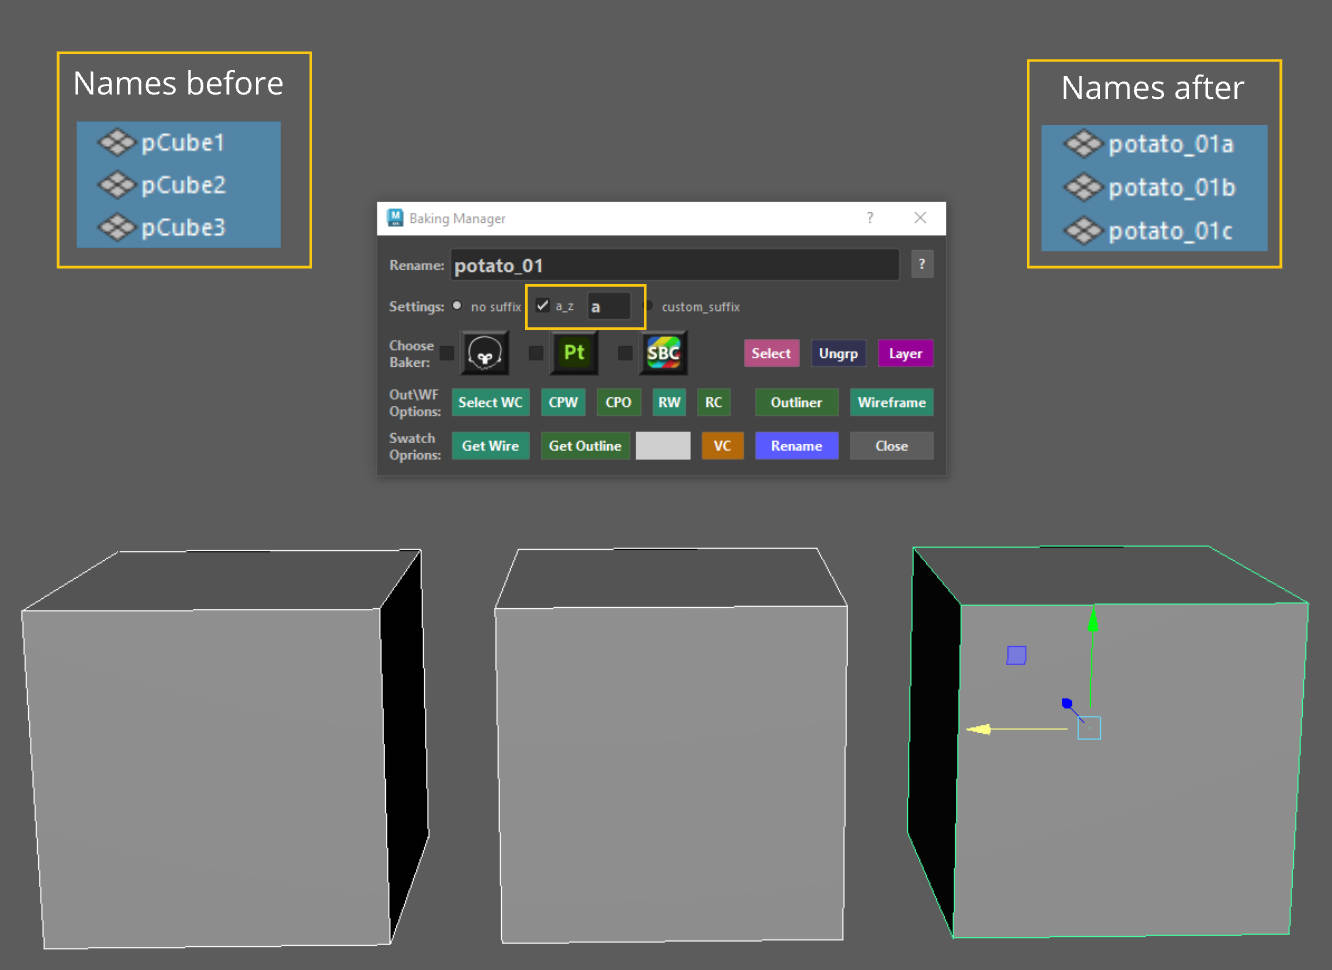 Names before
pCube1
pCube2
pCube3
Names after
potato_01a
potato_01b
potato_01c
M
Baking Manager
?
Rename: potato_01 ?
Settings: no suffix a_z a custom_suffix
Choose
Baker:
Pt
SBC
Select Ungrp Layer
Out\WF
Options:
Select WC CPW CPO RW RC Outliner Wireframe
Swatch
Oprions:
Get Wire Get Outline VC Rename Close